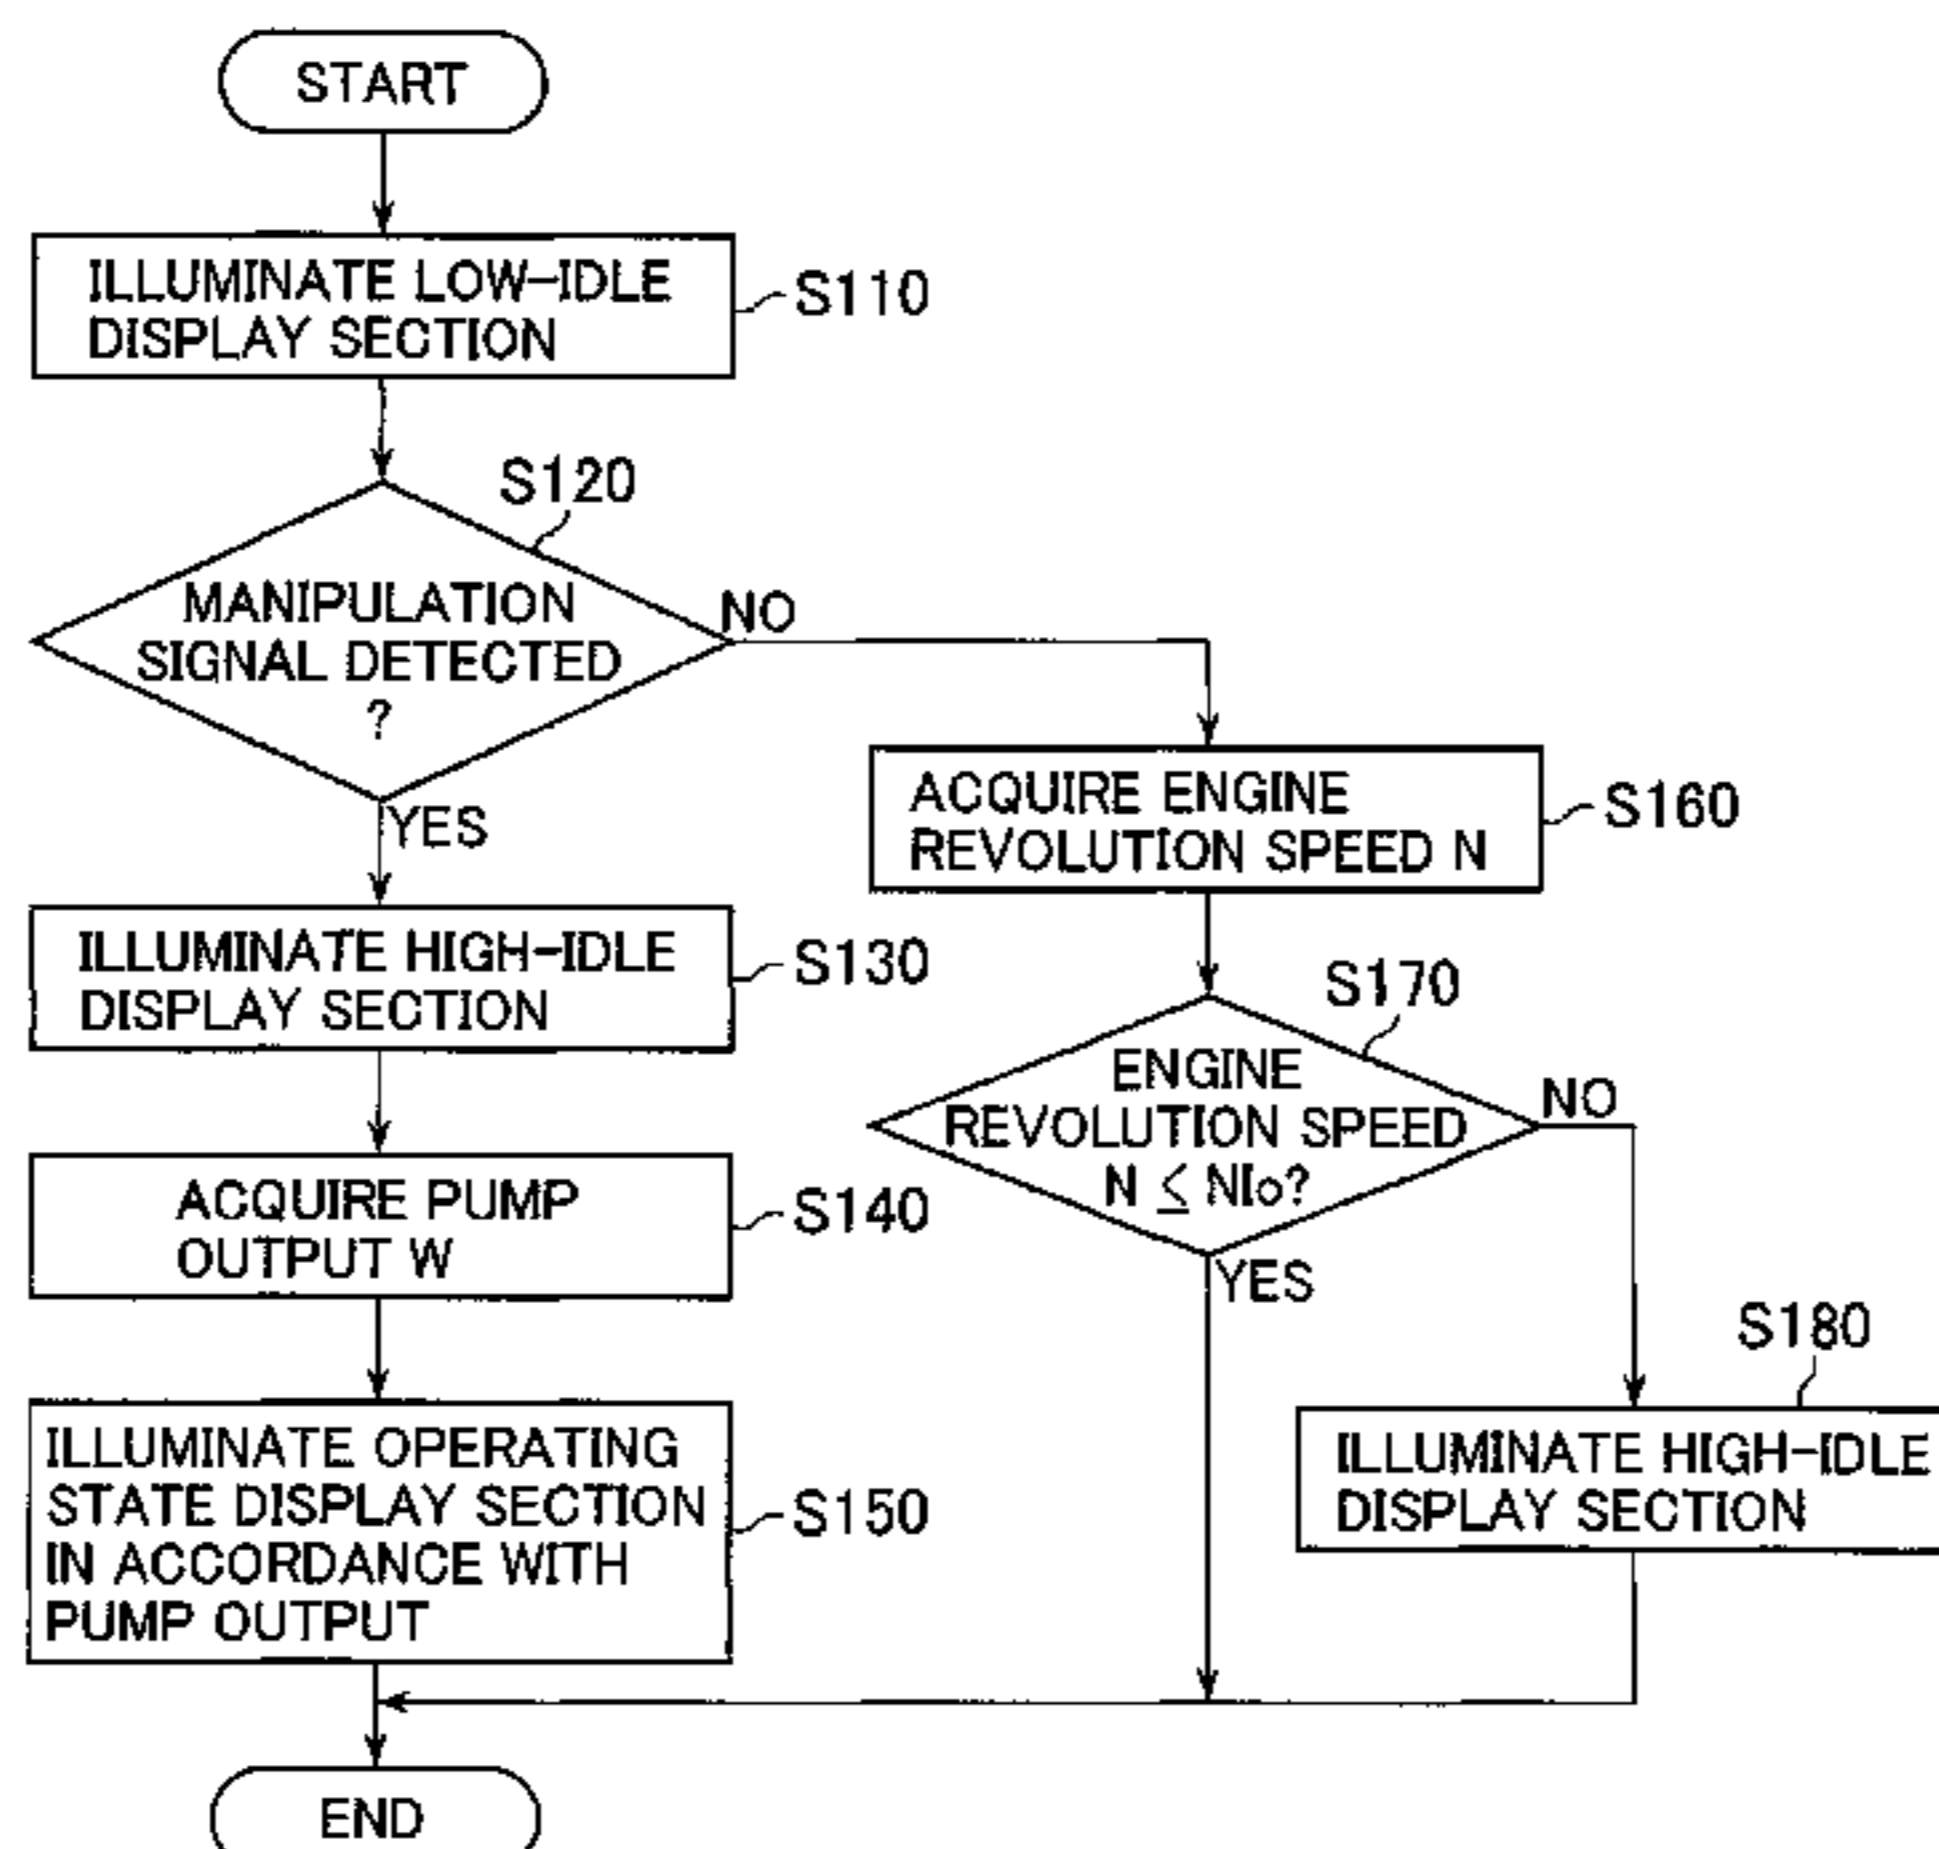 START
ILLUMINATE LOW-IDLE
DISPLAY SECTION
S110
S120
MANIPULATION
SIGNAL DETECTED
?
NO
YES
ILLUMINATE HIGH-IDLE
DISPLAY SECTION
S130
ACQUIRE PUMP
OUTPUT W
S140
ILLUMINATE OPERATING
STATE DISPLAY SECTION
IN ACCORDANCE WITH
PUMP OUTPUT
S150
ACQUIRE ENGINE
REVOLUTION SPEED N
S160
S170
ENGINE
REVOLUTION SPEED
N ≤ NIo?
NO
YES
S180
ILLUMINATE HIGH-IDLE
DISPLAY SECTION
END